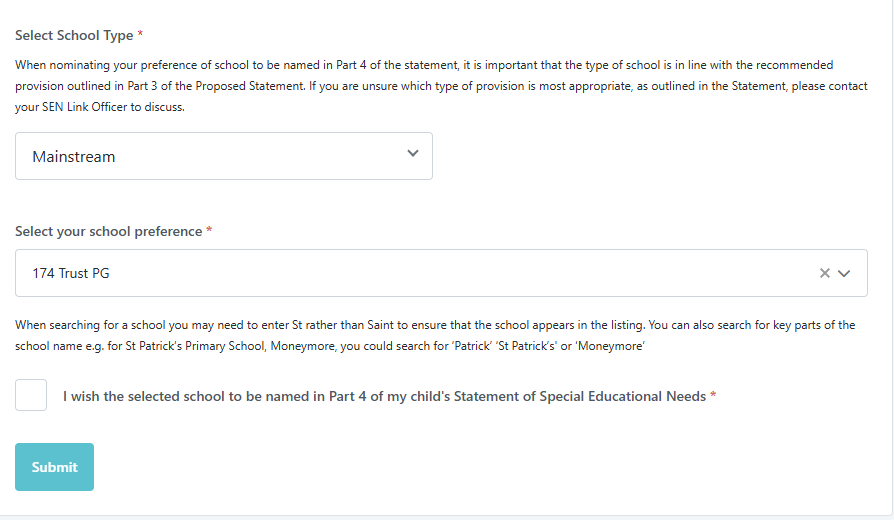 Select School Type *
When nominating your preference of school to be named in Part 4 of the statement, it is important that the type of school is in line with the recommended
provision outlined in Part 3 of the Proposed Statement. If you are unsure which type of provision is most appropriate, as outlined in the Statement, please contact
your SEN Link Officer to discuss.
Mainstream
Select your school preference *
174 Trust PG
When searching for a school you may need to enter St rather than Saint to ensure that the school appears in the listing. You can also search for key parts of the
school name e.g. for St Patrick’s Primary School, Moneymore, you could search for ‘Patrick’ ‘St Patrick’s’ or ‘Moneymore’
I wish the selected school to be named in Part 4 of my child's Statement of Special Educational Needs *
Submit